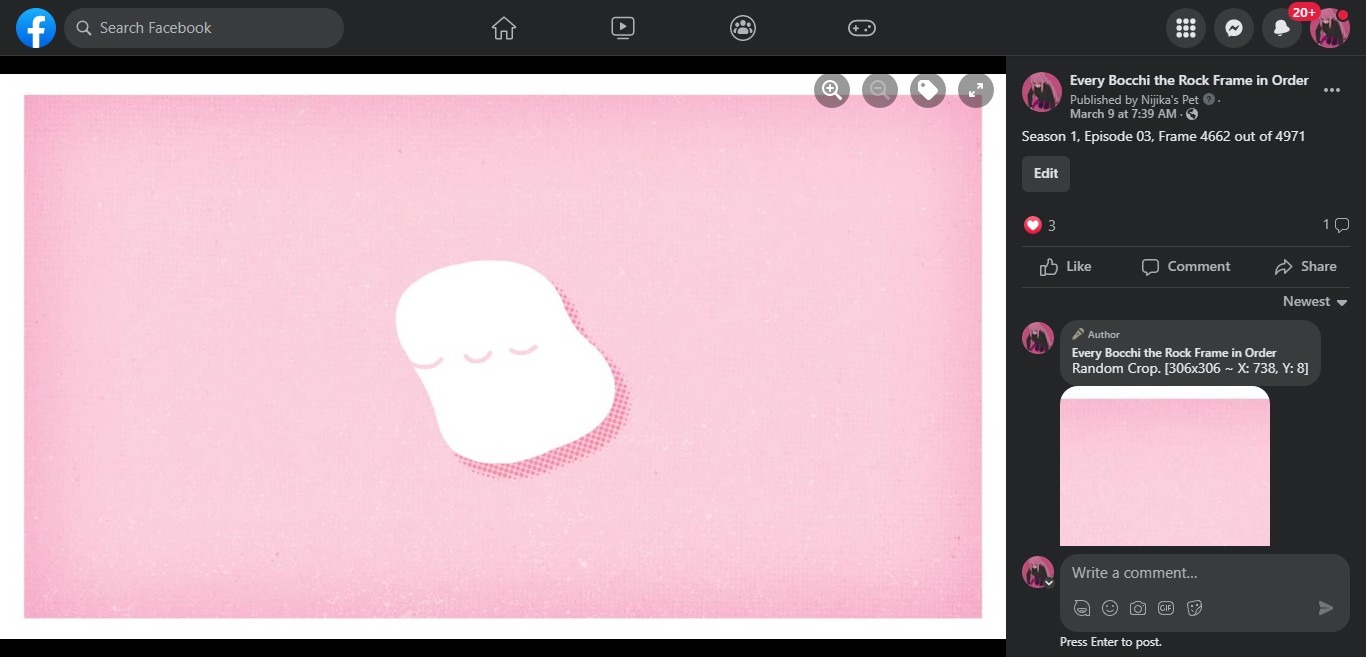 Search Facebook
20+
Every Bocchi the Rock Frame in Order
Published by Nijika's Pet ? ·
March 9 at 7:39 AM ·
Season 1, Episode 03, Frame 4662 out of 4971
Edit
3
1
Like
Comment
Share
Newest
Author
Every Bocchi the Rock Frame in Order
Random Crop. [306x306 ~ X: 738, Y: 8]
Write a comment...
GIF
Press Enter to post.